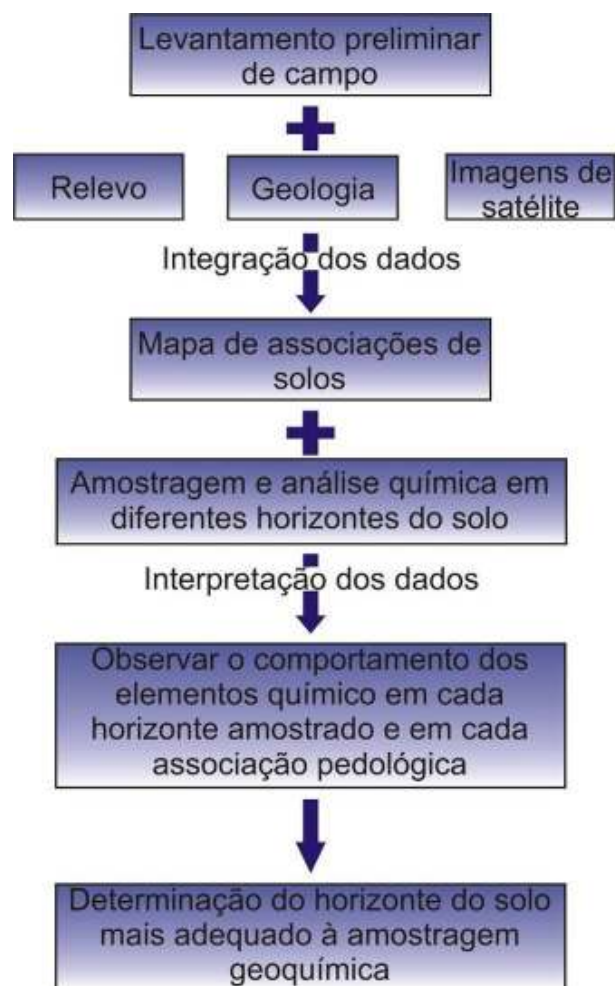 Levantamento preliminar
de campo
Relevo
Geologia
Imagens de
satélite
Integração dos dados
Mapa de associações de
solos
Amostragem e análise química em
diferentes horizontes do solo
Interpretação dos dados
Observar o comportamento dos
elementos químico em cada
horizonte amostrado e em cada
associação pedológica
Determinação do horizonte do solo
mais adequado à amostragem
geoquímica